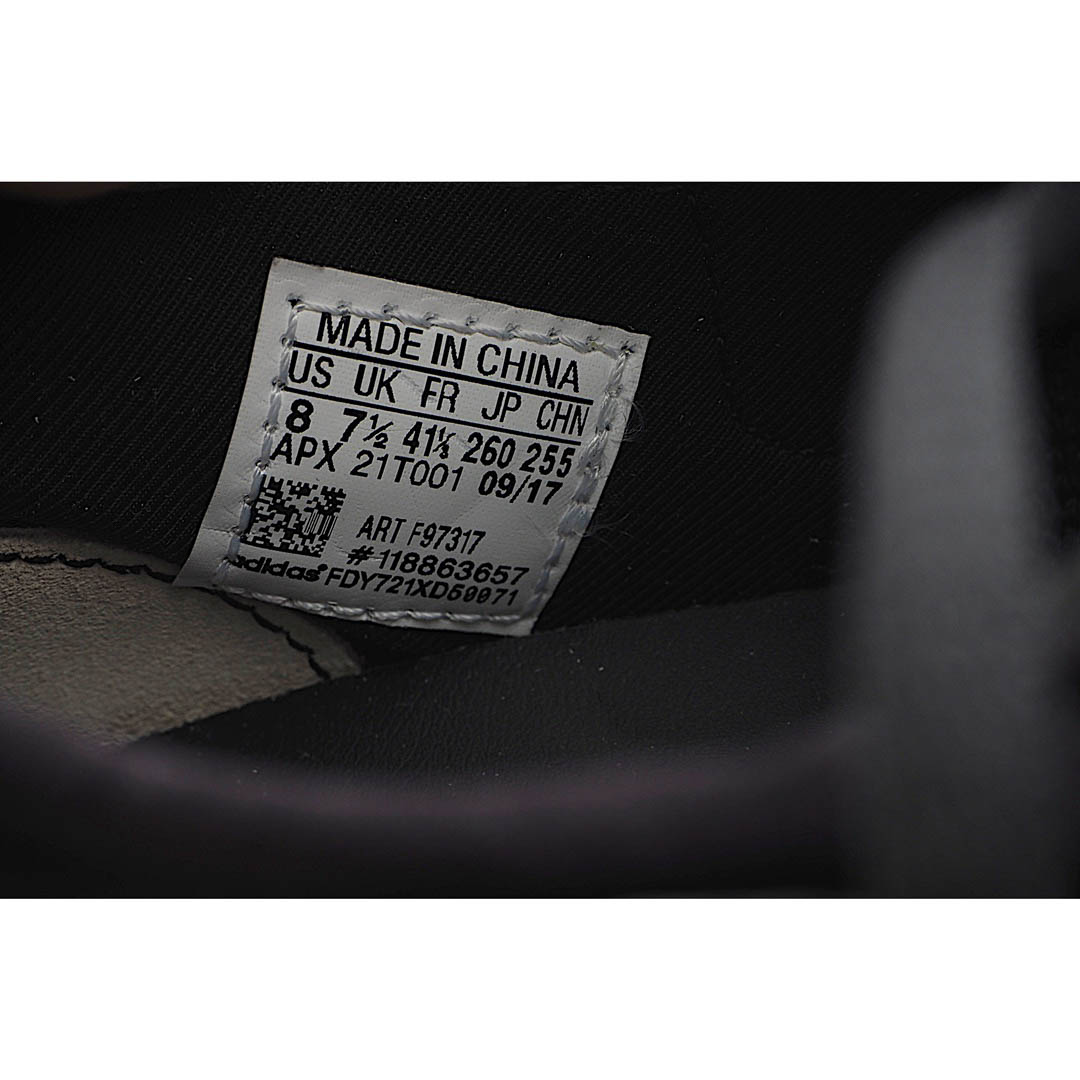 MADE IN CHINA
US UK FR JP CHN
8 7½ 41⅓ 260 255
APX 21T001 09/17
ART F97317
#118863657
adidas® FDY721XD50071